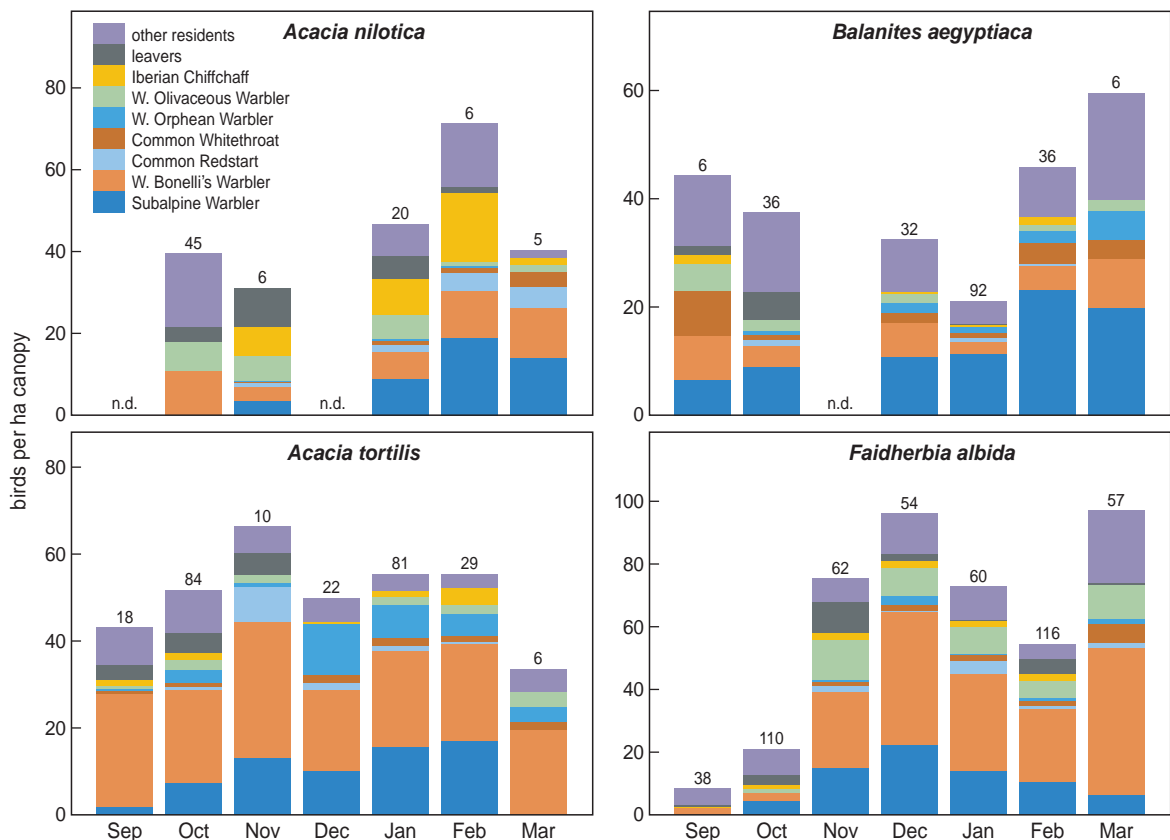 Acacia nilotica
other residents
leavers
Iberian Chiffchaff
W. Olivaceous Warbler
W. Orphean Warbler
Common Whitethroat
Common Redstart
W. Bonelli's Warbler
Subalpine Warbler
80
60
40
20
0
n.d.
45
6
n.d.
20
6
5
Balanites aegyptiaca
60
40
20
0
6
36
n.d.
32
92
36
6
birds per ha canopy
Acacia tortilis
80
60
40
20
0
18
84
10
22
81
29
6
Sep Oct Nov Dec Jan Feb Mar
Faidherbia albida
100
80
60
40
20
0
38
110
62
54
60
116
57
Sep Oct Nov Dec Jan Feb Mar